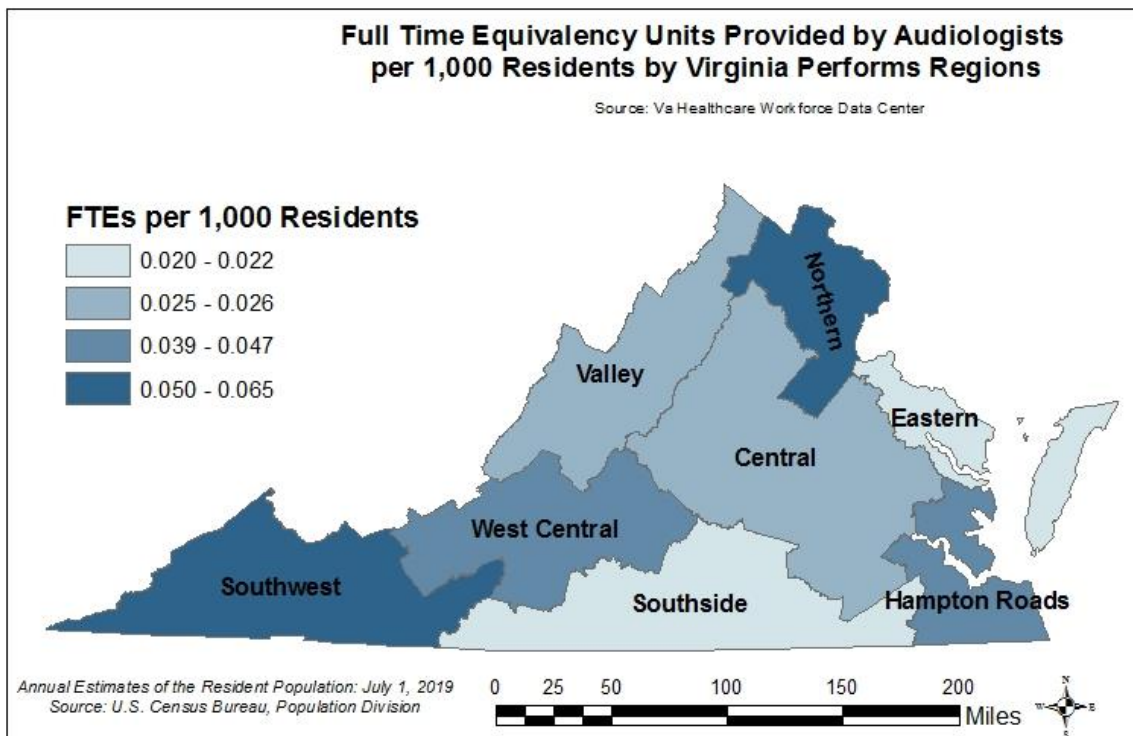 Full Time Equivalency Units Provided by Audiologists
per 1,000 Residents by Virginia Performs Regions
Source: Va Healthcare Workforce Data Center
FTEs per 1,000 Residents
0.020 - 0.022
0.025 - 0.026
0.039 - 0.047
0.050 - 0.065
Northern
Valley
Eastern
Central
West Central
Southwest
Southside
Hampton Roads
Annual Estimates of the Resident Population: July 1, 2019
Source: U.S. Census Bureau, Population Division
0 25 50 100 150 200
Miles
N
W E
S